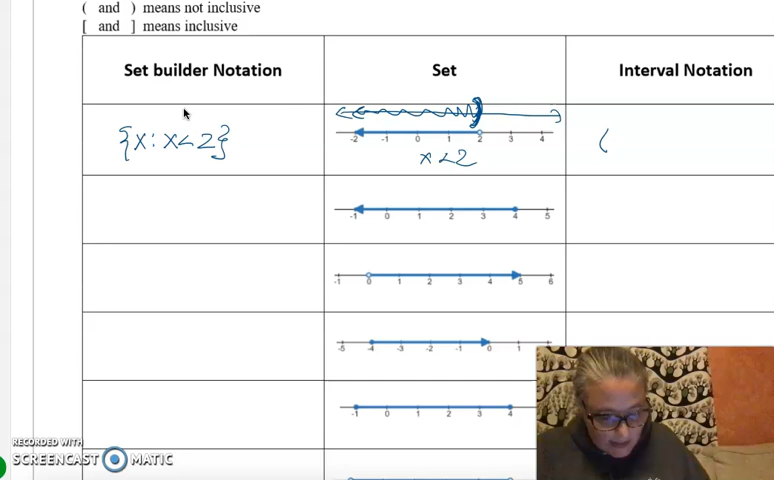 ( and ) means not inclusive
[ and ] means inclusive
Set builder Notation Set Interval Notation
{x: x<2} -2 -1 0 1 2 3 4 (
x<2
-1 0 1 2 3 4 5
-1 0 1 2 3 4 5 6
-5 -4 -3 -2 -1 0 1
-1 0 1 2 3 4
RECORDED WITH
SCREENCAST MATIC